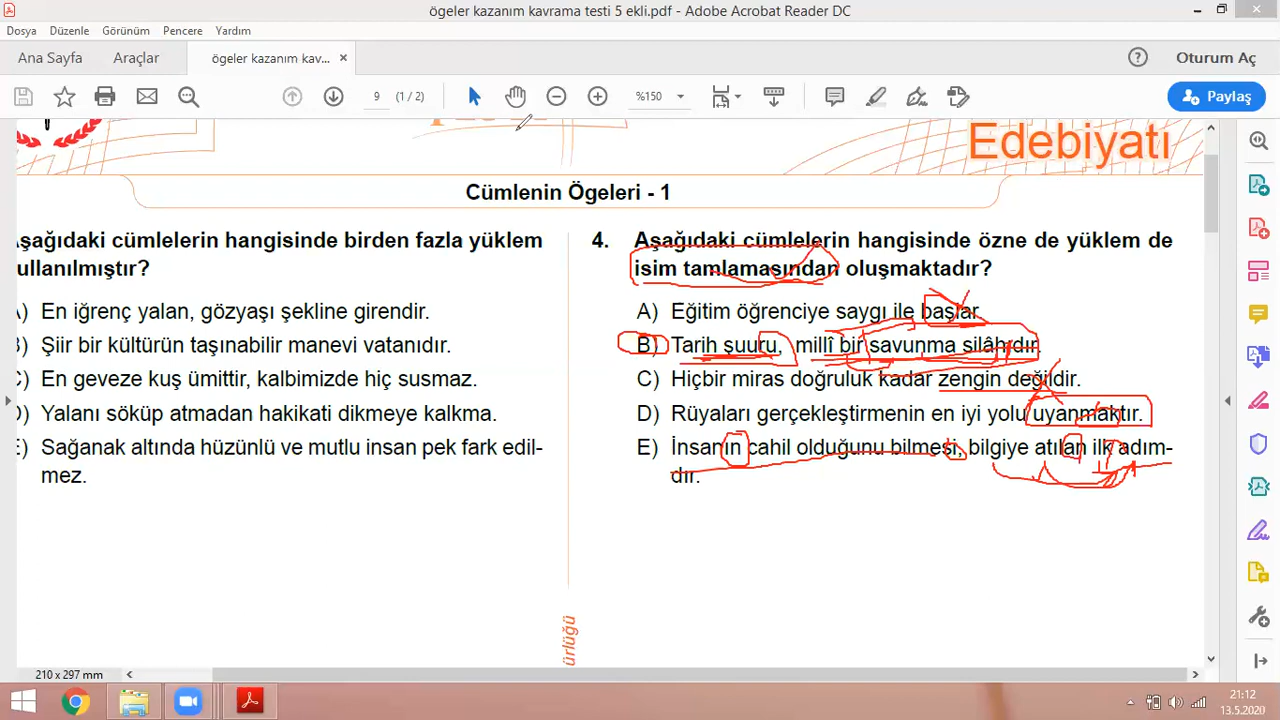 ögeler kazanım kavrama testi 5 ekli.pdf - Adobe Acrobat Reader DC
Dosya Düzenle Görünüm Pencere Yardım
Ana Sayfa Araçlar ögeler kazanım kav... × Oturum Aç
9 (1 / 2) %150 Paylaş
Edebiyatı
Cümlenin Ögeleri - 1
Aşağıdaki cümlelerin hangisinde birden fazla yüklem
ullanılmıştır?
A) En iğrenç yalan, gözyaşı şekline girendir.
B) Şiir bir kültürün taşınabilir manevi vatanıdır.
C) En geveze kuş ümittir, kalbimizde hiç susmaz.
D) Yalanı söküp atmadan hakikati dikmeye kalkma.
E) Sağanak altında hüzünlü ve mutlu insan pek fark edil-
mez.
4. Aşağıdaki cümlelerin hangisinde özne de yüklem de
isim tamlamasından oluşmaktadır?
A) Eğitim öğrenciye saygı ile başlar.
B) Tarih şuuru, millî bir savunma silâhıdır.
C) Hiçbir miras doğruluk kadar zengin değildir.
D) Rüyaları gerçekleştirmenin en iyi yolu uyanmaktır.
E) İnsanın cahil olduğunu bilmesi, bilgiye atılan ilk adım-
dır.
ürlüğü
210 x 297 mm
21:12
13.5.2020